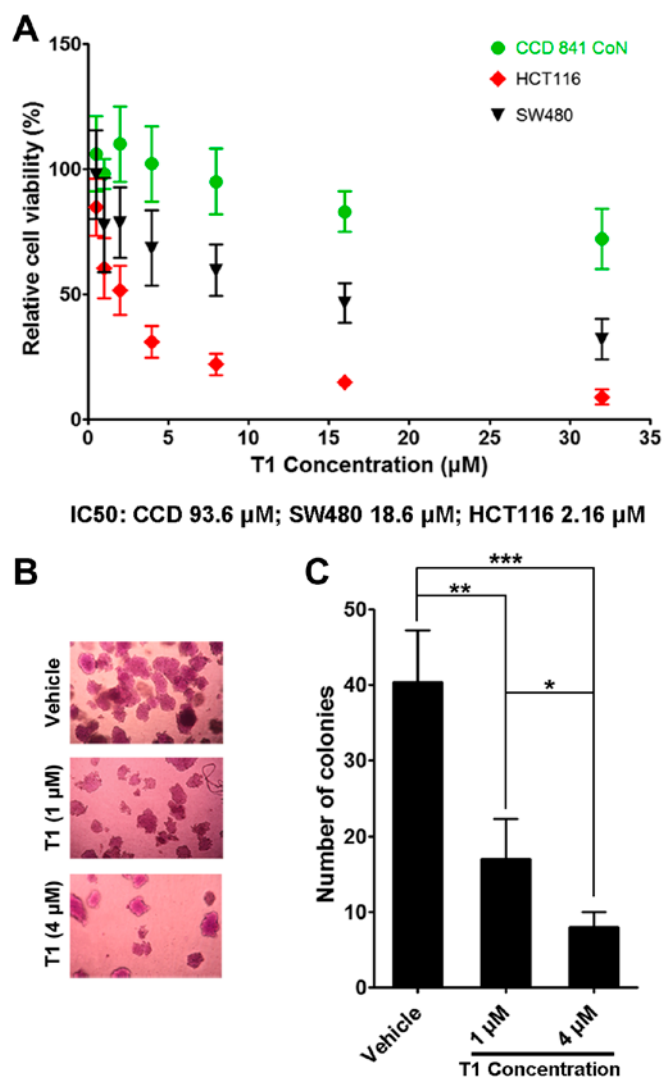 A
150
100
50
0
Relative cell viability (%)
CCD 841 CoN
HCT116
SW480
0 5 10 15 20 25 30 35
T1 Concentration (µM)
IC50: CCD 93.6 µM; SW480 18.6 µM; HCT116 2.16 µM
B
Vehicle
T1 (1 µM)
T1 (4 µM)
C
***
**
*
50
40
30
20
10
0
Number of colonies
Vehicle
1 µM
4 µM
T1 Concentration